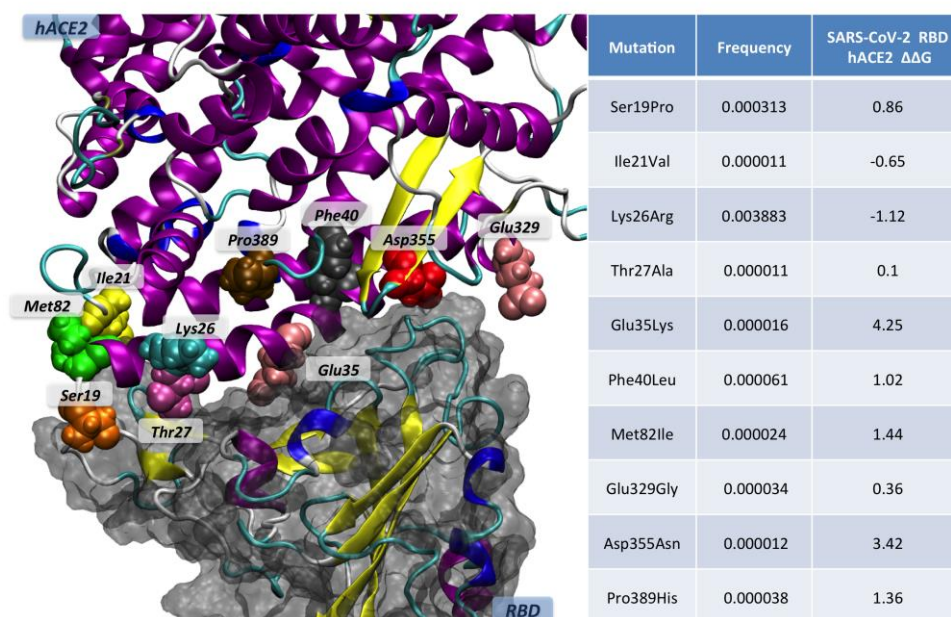 hACE2
Phe40
Pro389
Asp355
Glu329
Ile21
Met82
Lys26
Glu35
Ser19
Thr27
RBD
Mutation Frequency SARS-CoV-2 RBD
hACE2 ΔΔG
Ser19Pro 0.000313 0.86
Ile21Val 0.000011 -0.65
Lys26Arg 0.003883 -1.12
Thr27Ala 0.000011 0.1
Glu35Lys 0.000016 4.25
Phe40Leu 0.000061 1.02
Met82Ile 0.000024 1.44
Glu329Gly 0.000034 0.36
Asp355Asn 0.000012 3.42
Pro389His 0.000038 1.36